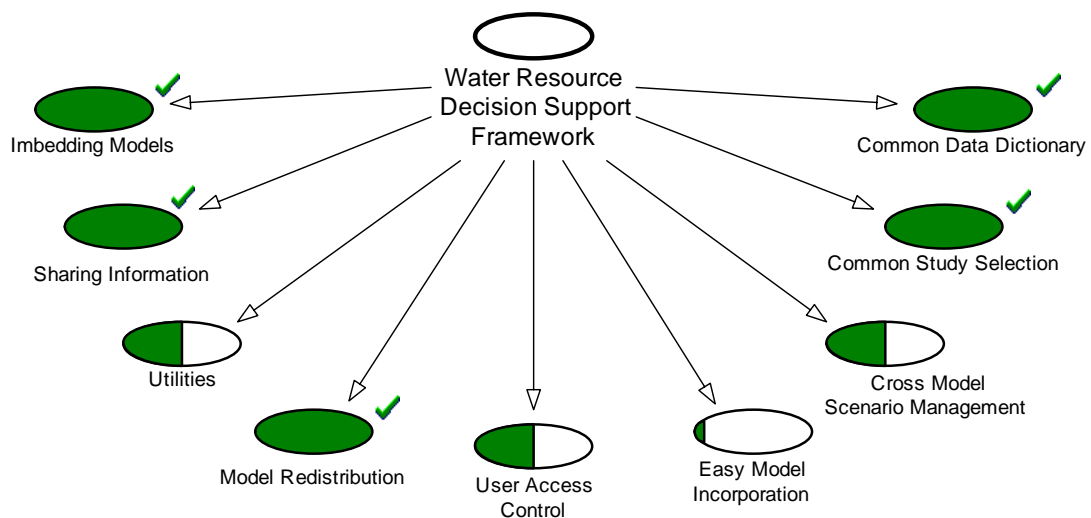 Water Resource
Decision Support
Framework
Imbedding Models
Common Data Dictionary
Sharing Information
Common Study Selection
Utilities
Cross Model
Scenario Management
Model Redistribution
User Access
Control
Easy Model
Incorporation